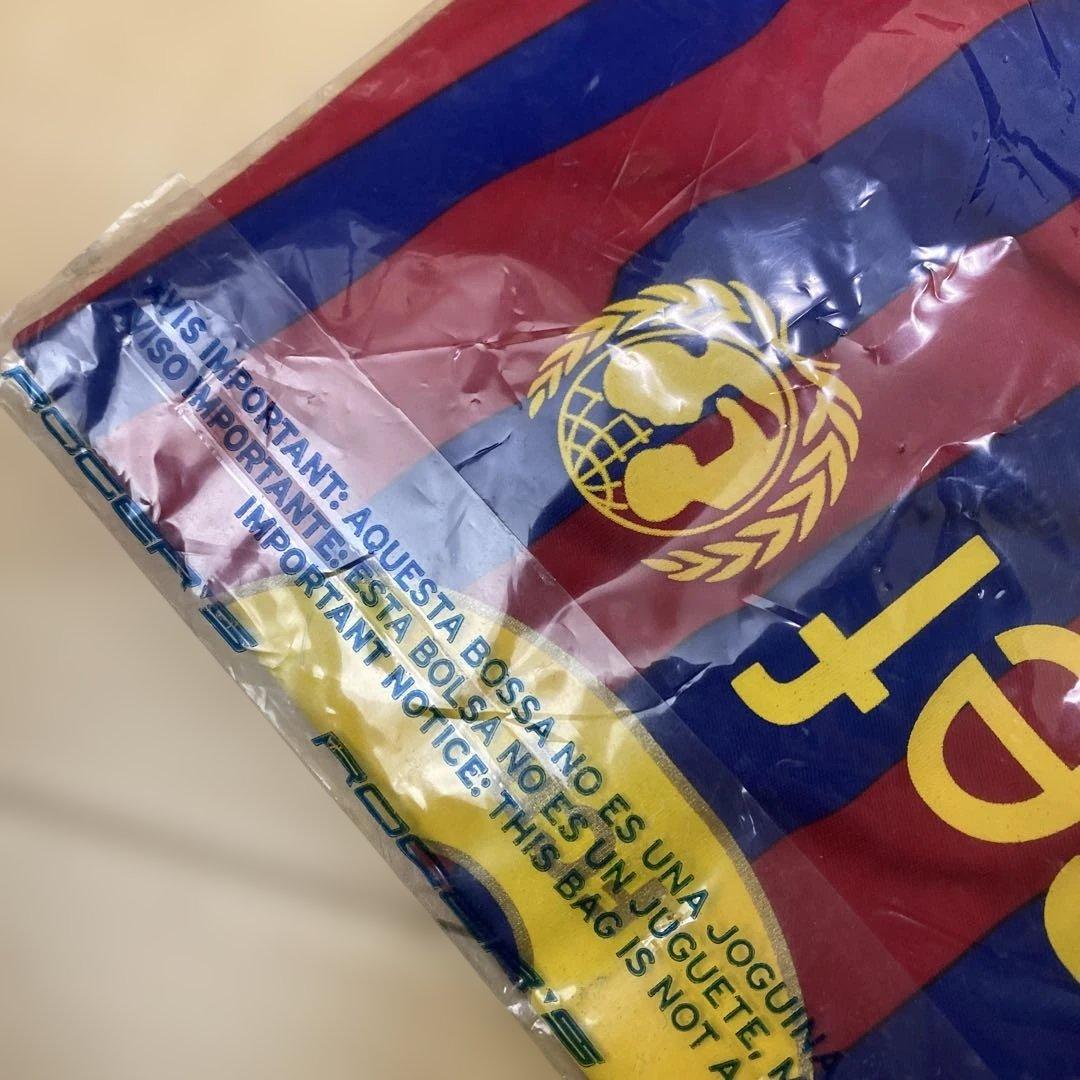 AVIS IMPORTANT: AQUESTA BOSSA NO ES UNA JOGUINA
AVISO IMPORTANTE: ESTA BOLSA NO ES UN JUGUETE, N
IMPORTANT NOTICE: THIS BAG IS NOT A
ROGER'S
ROGER'S
f
e